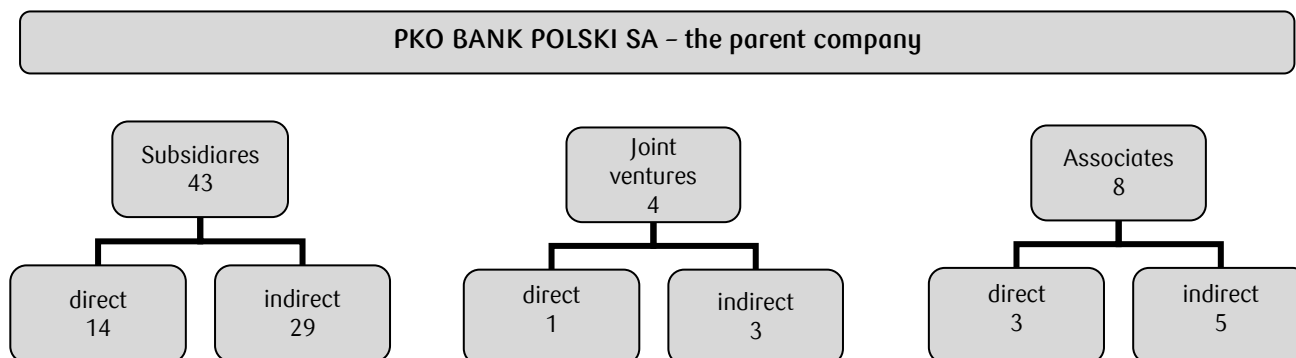 PKO BANK POLSKI SA – the parent company
Subsidiares
43
Joint
ventures
4
Associates
8
direct
14
indirect
29
direct
1
indirect
3
direct
3
indirect
5